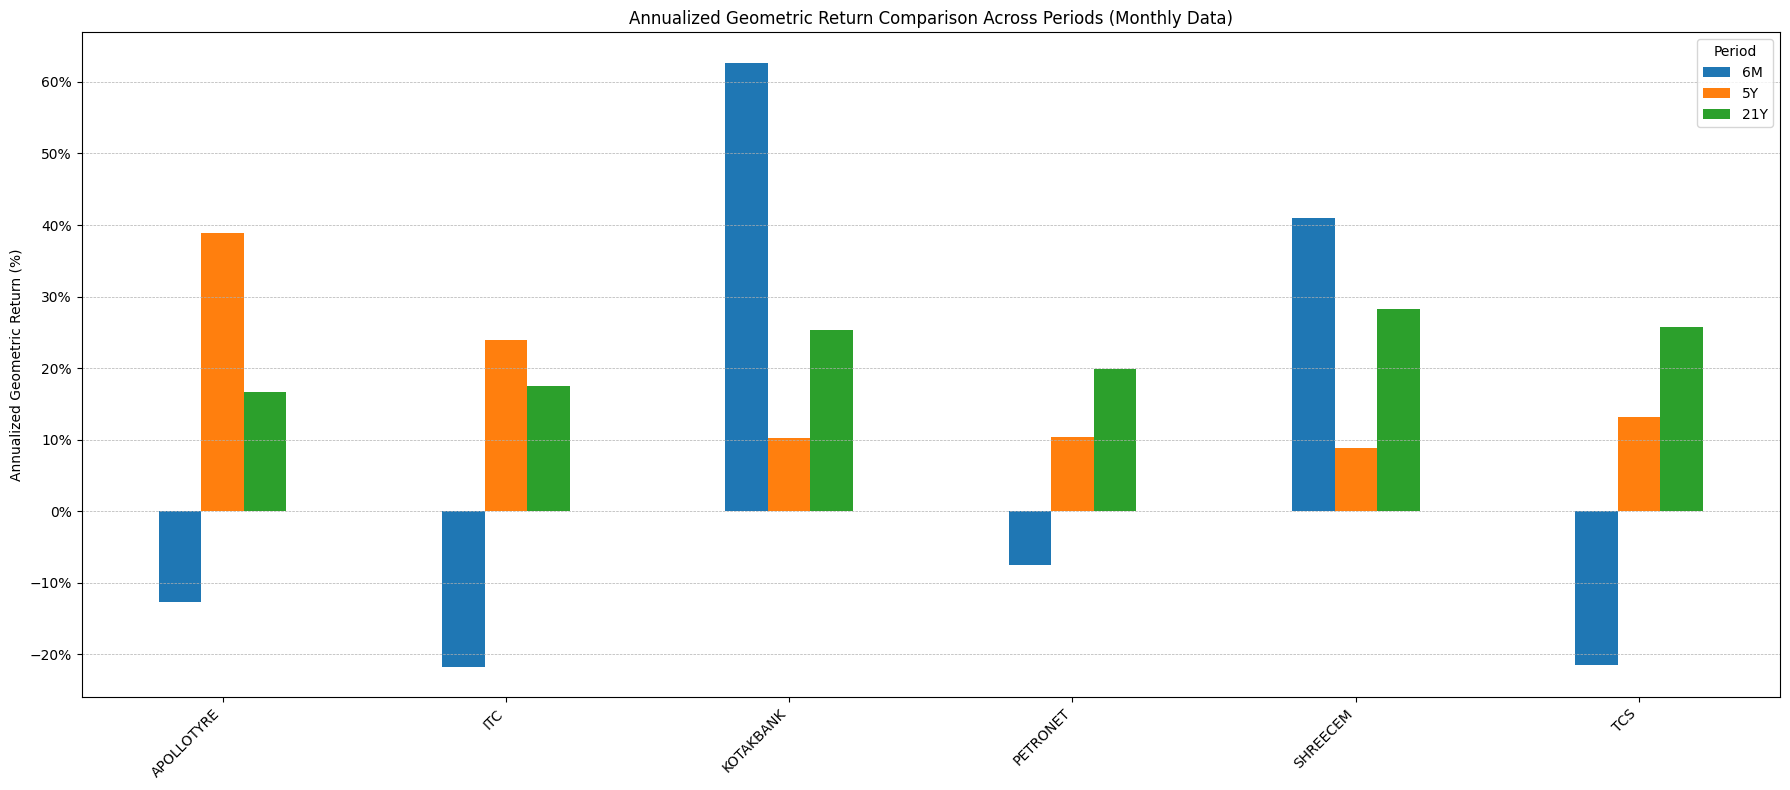 Annualized Geometric Return Comparison Across Periods (Monthly Data)
Period
6M
5Y
21Y
Annualized Geometric Return (%)
60%
50%
40%
30%
20%
10%
0%
−10%
−20%
APOLLOTYRE
ITC
KOTAKBANK
PETRONET
SHREECEM
TCS